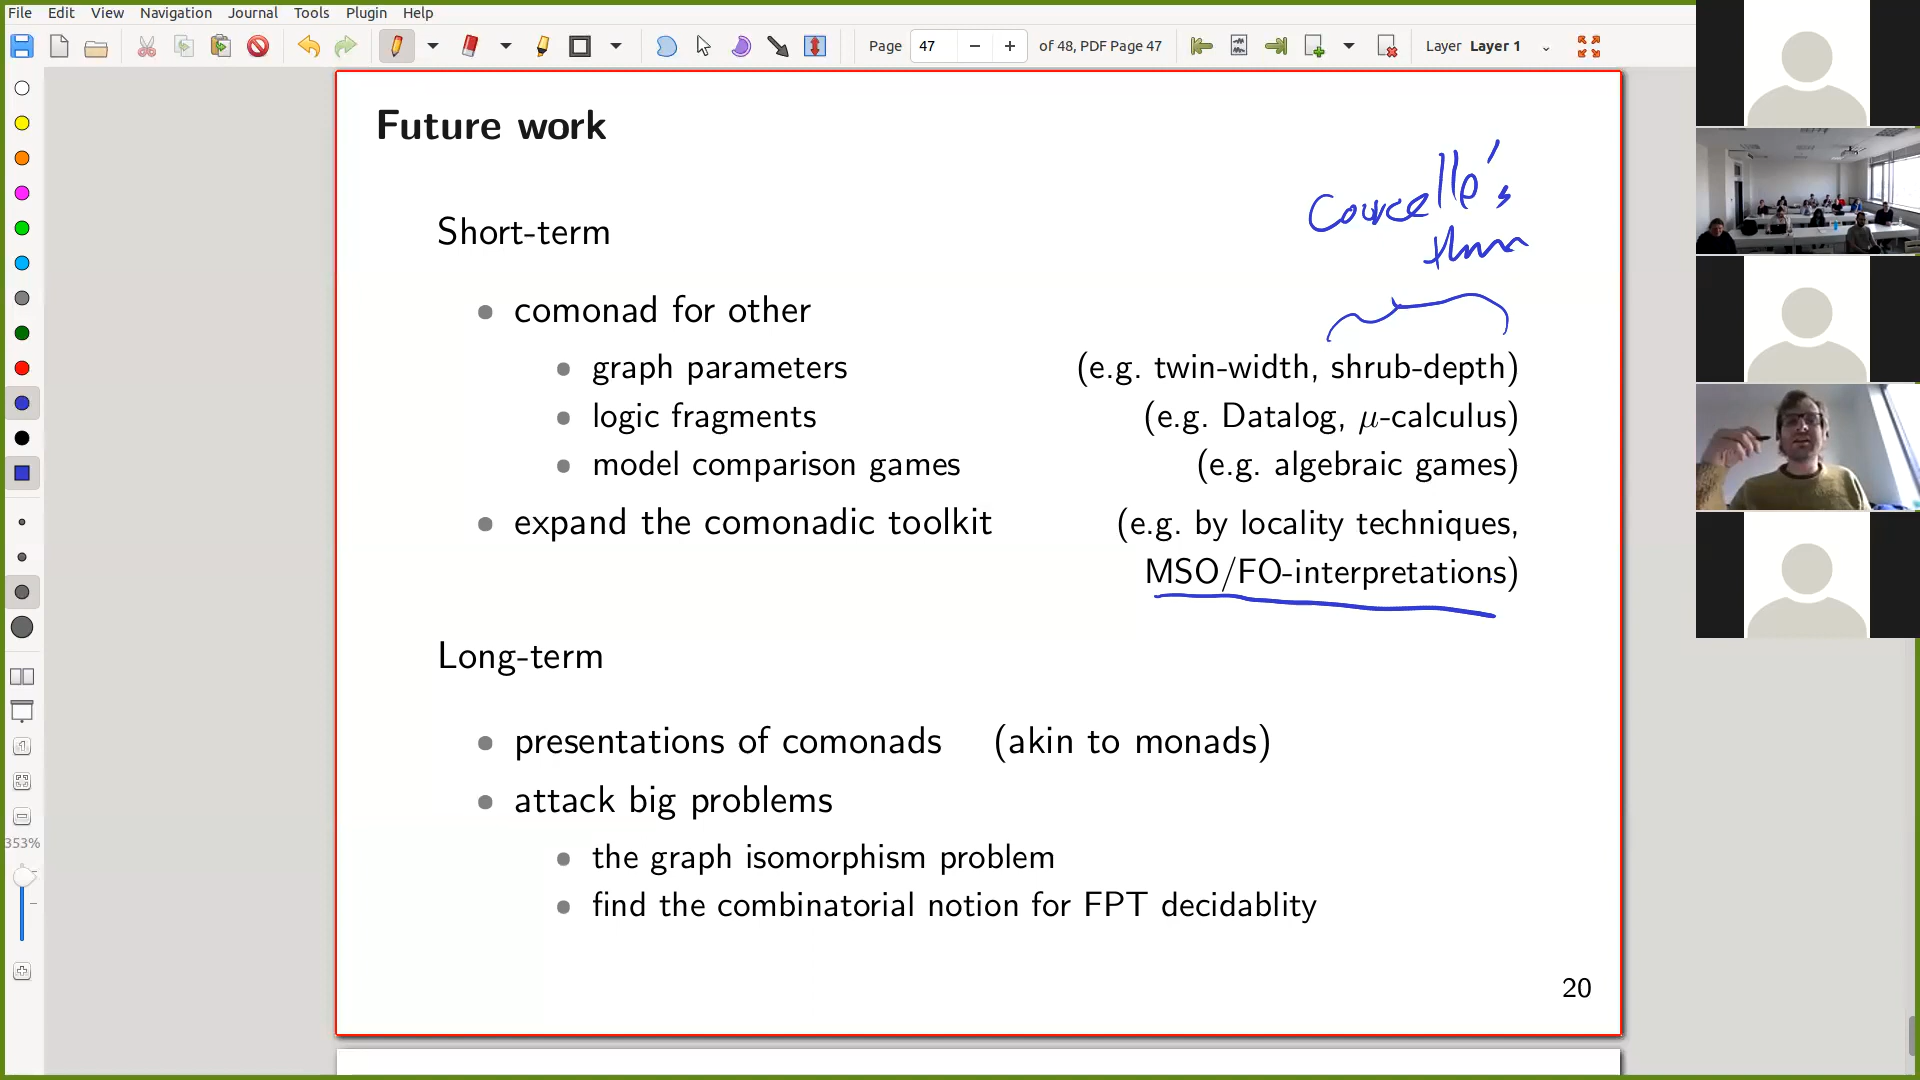 File Edit View Navigation Journal Tools Plugin Help
Page 47 of 48, PDF Page 47 Layer Layer 1
Future work
Courcelle's
thm
Short-term
comonad for other
graph parameters (e.g. twin-width, shrub-depth)
logic fragments (e.g. Datalog, μ-calculus)
model comparison games (e.g. algebraic games)
expand the comonadic toolkit (e.g. by locality techniques,
MSO/FO-interpretations)
Long-term
presentations of comonads (akin to monads)
attack big problems
353%
the graph isomorphism problem
find the combinatorial notion for FPT decidablity
20